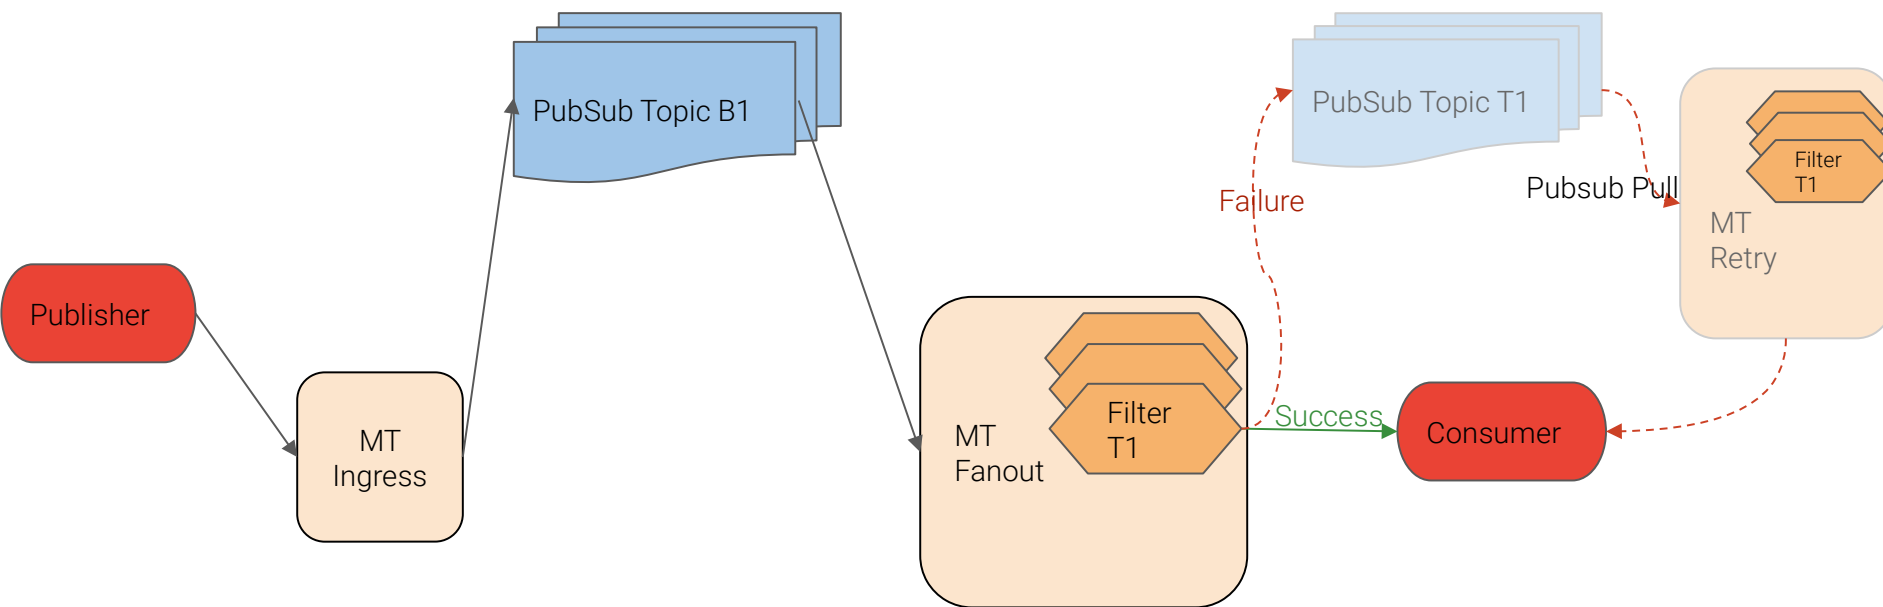 PubSub Topic B1
PubSub Topic T1
Filter
T1
Pubsub Pull
Failure
MT
Retry
Publisher
MT
Ingress
Filter
T1
MT
Fanout
Success
Consumer